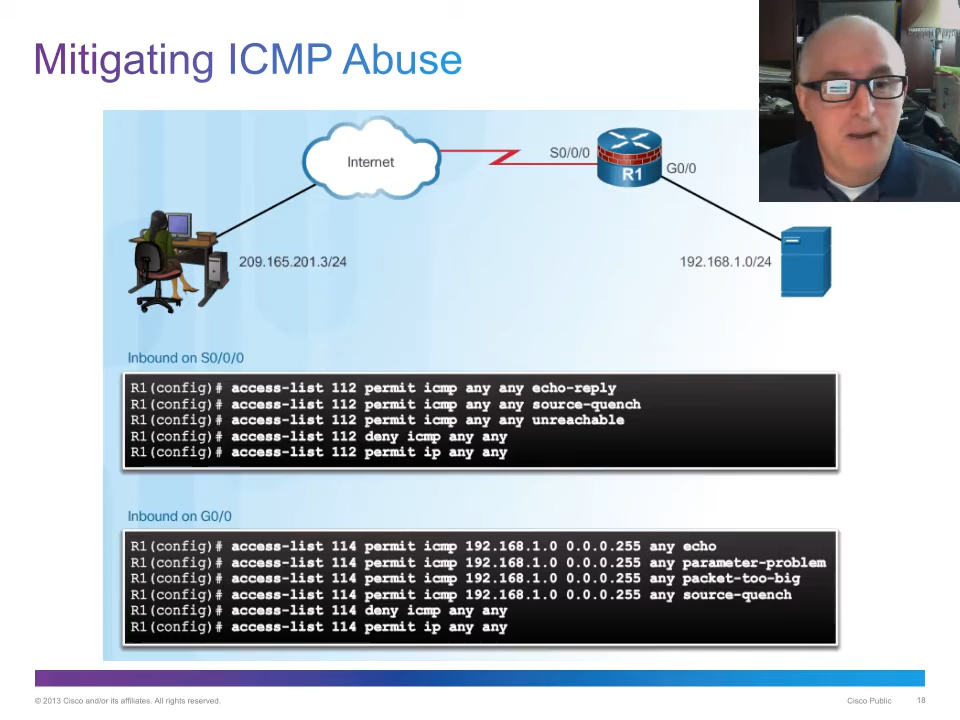 Mitigating ICMP Abuse
Internet
S0/0/0
R1
G0/0
209.165.201.3/24
192.168.1.0/24
Inbound on S0/0/0
R1(config)# access-list 112 permit icmp any any echo-reply
R1(config)# access-list 112 permit icmp any any source-quench
R1(config)# access-list 112 permit icmp any any unreachable
R1(config)# access-list 112 deny icmp any any
R1(config)# access-list 112 permit ip any any
Inbound on G0/0
R1(config)# access-list 114 permit icmp 192.168.1.0 0.0.0.255 any echo
R1(config)# access-list 114 permit icmp 192.168.1.0 0.0.0.255 any parameter-problem
R1(config)# access-list 114 permit icmp 192.168.1.0 0.0.0.255 any packet-too-big
R1(config)# access-list 114 permit icmp 192.168.1.0 0.0.0.255 any source-quench
R1(config)# access-list 114 deny icmp any any
R1(config)# access-list 114 permit ip any any
© 2013 Cisco and/or its affiliates. All rights reserved.
Cisco Public
18